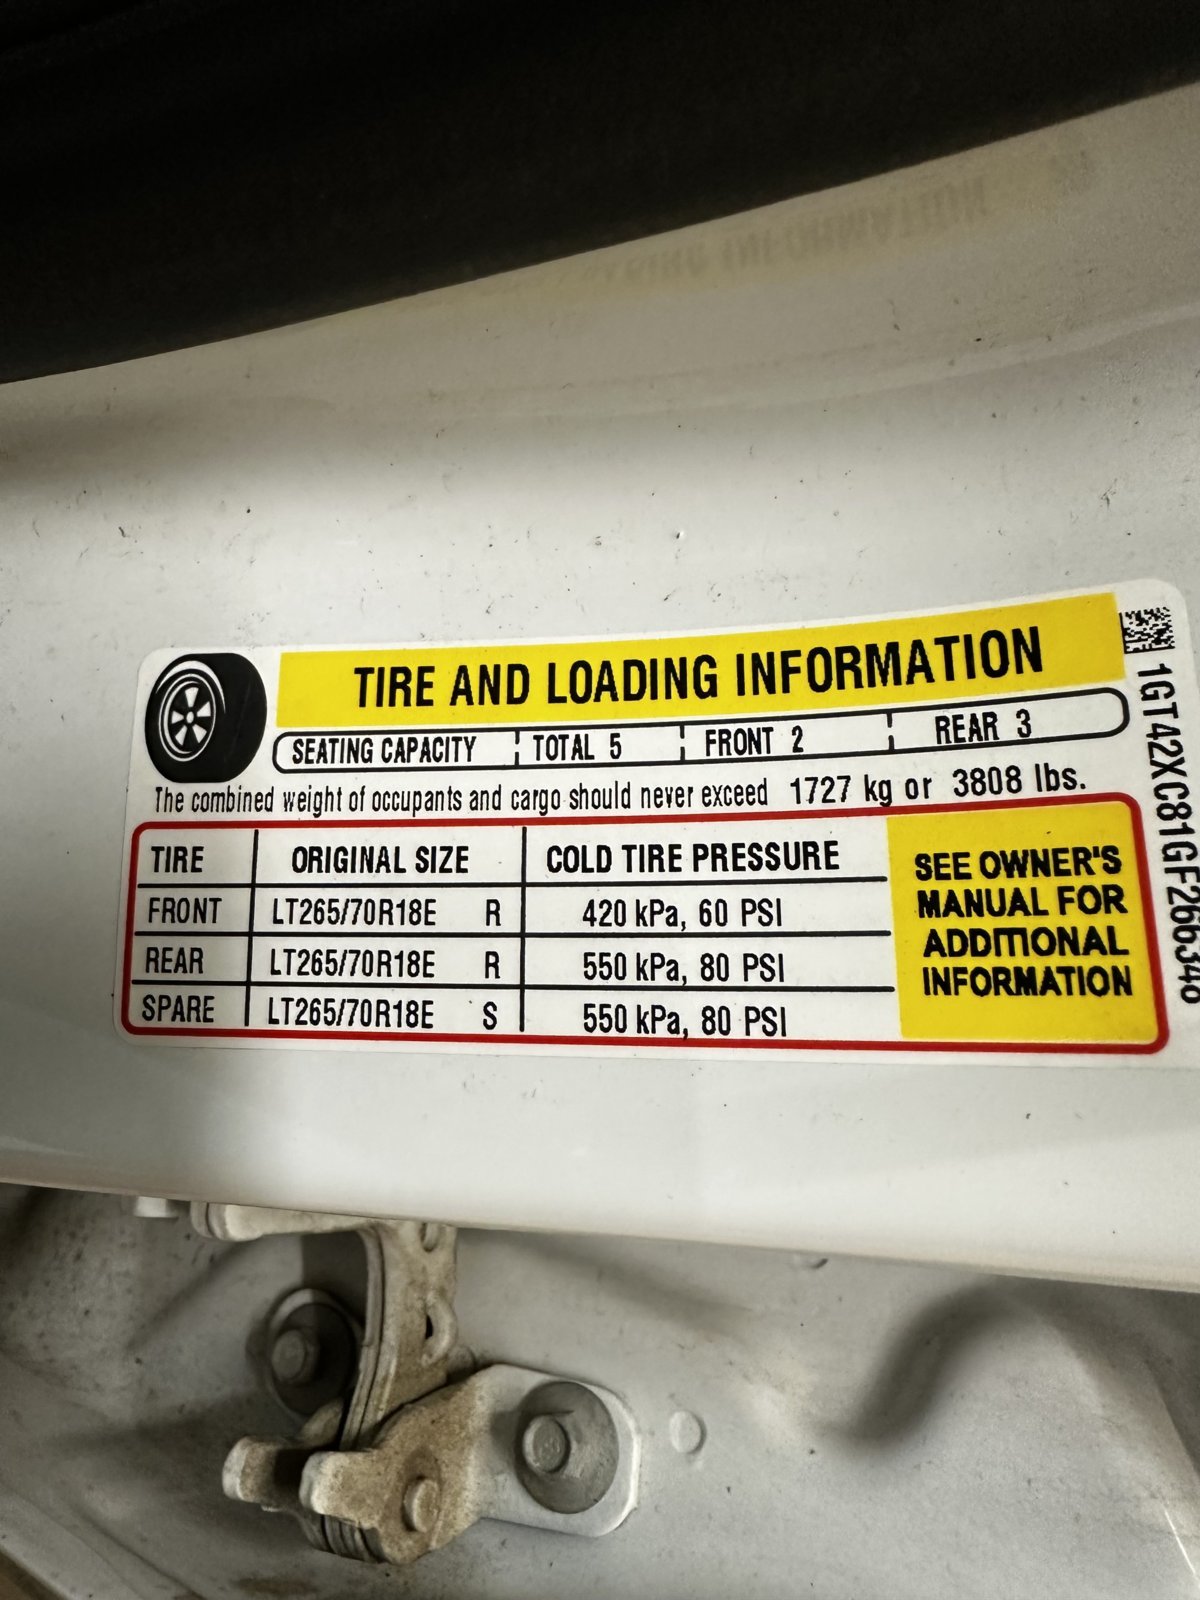 TIRE AND LOADING INFORMATION
SEATING CAPACITY TOTAL 5 FRONT 2 REAR 3
The combined weight of occupants and cargo should never exceed 1727 kg or 3808 lbs.
TIRE ORIGINAL SIZE COLD TIRE PRESSURE
FRONT LT265/70R18E R 420 kPa, 60 PSI
REAR LT265/70R18E R 550 kPa, 80 PSI
SPARE LT265/70R18E S 550 kPa, 80 PSI
SEE OWNER'S
MANUAL FOR
ADDITIONAL
INFORMATION
1GT42XC81GF266348